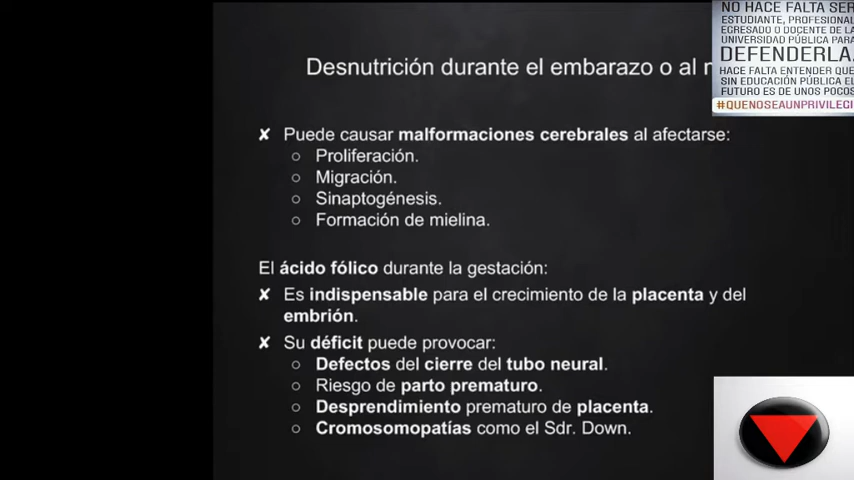 Desnutrición durante el embarazo o al
✘ Puede causar malformaciones cerebrales al afectarse:
○ Proliferación.
○ Migración.
○ Sinaptogénesis.
○ Formación de mielina.
El ácido fólico durante la gestación:
✘ Es indispensable para el crecimiento de la placenta y del
embrión.
✘ Su déficit puede provocar:
○ Defectos del cierre del tubo neural.
○ Riesgo de parto prematuro.
○ Desprendimiento prematuro de placenta.
○ Cromosomopatías como el Sdr. Down.
NO HACE FALTA SER
ESTUDIANTE, PROFESIONAL
EGRESADO O DOCENTE DE LA
UNIVERSIDAD PÚBLICA PARA
DEFENDERLA.
HACE FALTA ENTENDER QUE
SIN EDUCACIÓN PÚBLICA EL
FUTURO ES DE UNOS POCOS
#QUENOSEAUNPRIVILEGI